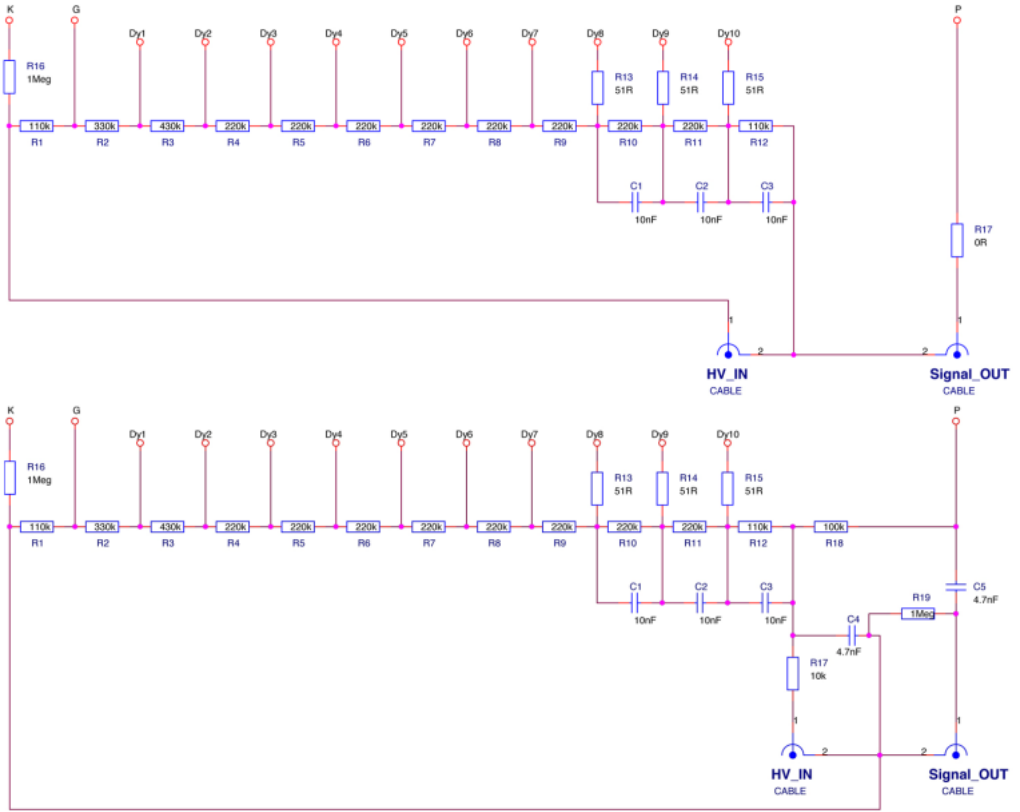 K G P
Dy1 Dy2 Dy3 Dy4 Dy5 Dy6 Dy7 Dy8 Dy9 Dy10
R16 R13 R14 R15
1Meg 51R 51R 51R
110k 330k 430k 220k 220k 220k 220k 220k 220k 220k 220k 110k
R1 R2 R3 R4 R5 R6 R7 R8 R9 R10 R11 R12
C1 C2 C3
10nF 10nF 10nF
R17
0R
1 1
2 2
HV_IN Signal_OUT
CABLE CABLE
K G P
Dy1 Dy2 Dy3 Dy4 Dy5 Dy6 Dy7 Dy8 Dy9 Dy10
R16 R13 R14 R15
1Meg 51R 51R 51R
110k 330k 430k 220k 220k 220k 220k 220k 220k 220k 220k 110k 100k
R1 R2 R3 R4 R5 R6 R7 R8 R9 R10 R11 R12 R18
C1 C2 C3 C5
R19 4.7nF
1Meg
10nF 10nF 10nF C4
4.7nF
R17
10k
1 1
2 2
HV_IN Signal_OUT
CABLE CABLE